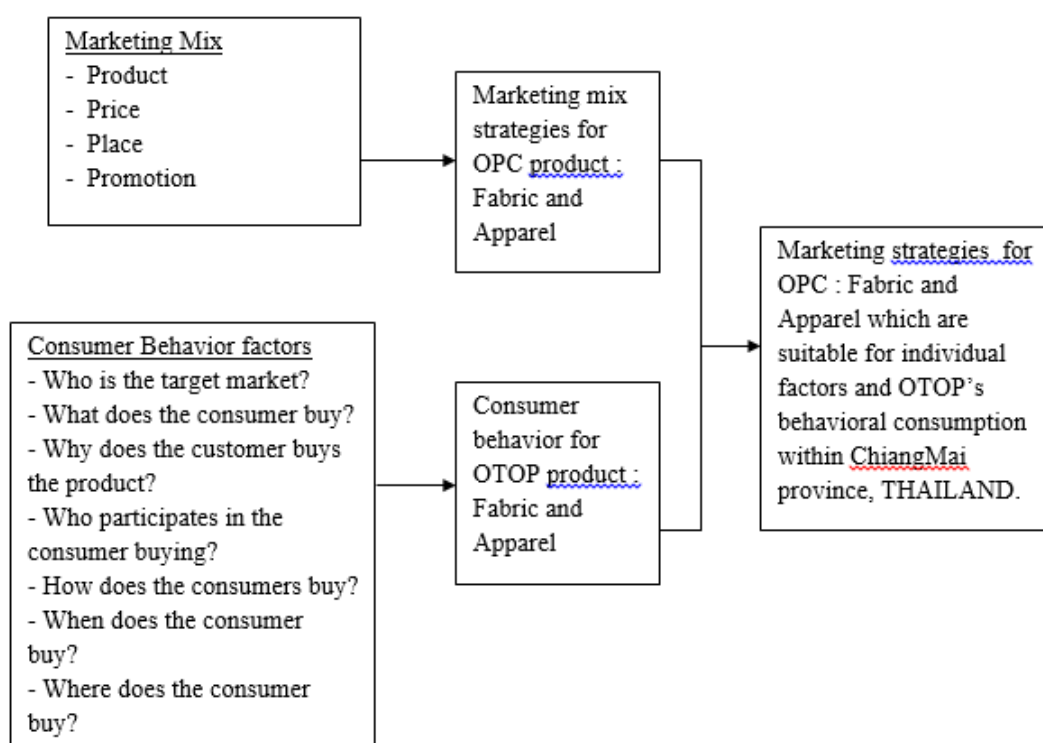 Marketing Mix
- Product
- Price
- Place
- Promotion
Marketing mix
strategies for
OPC product :
Fabric and
Apparel
Consumer Behavior factors
- Who is the target market?
- What does the consumer buy?
- Why does the customer buys
the product?
- Who participates in the
consumer buying?
- How does the consumers buy?
- When does the consumer
buy?
- Where does the consumer
buy?
Consumer
behavior for
OTOP product :
Fabric and
Apparel
Marketing strategies for
OPC : Fabric and
Apparel which are
suitable for individual
factors and OTOP’s
behavioral consumption
within ChiangMai
province, THAILAND.